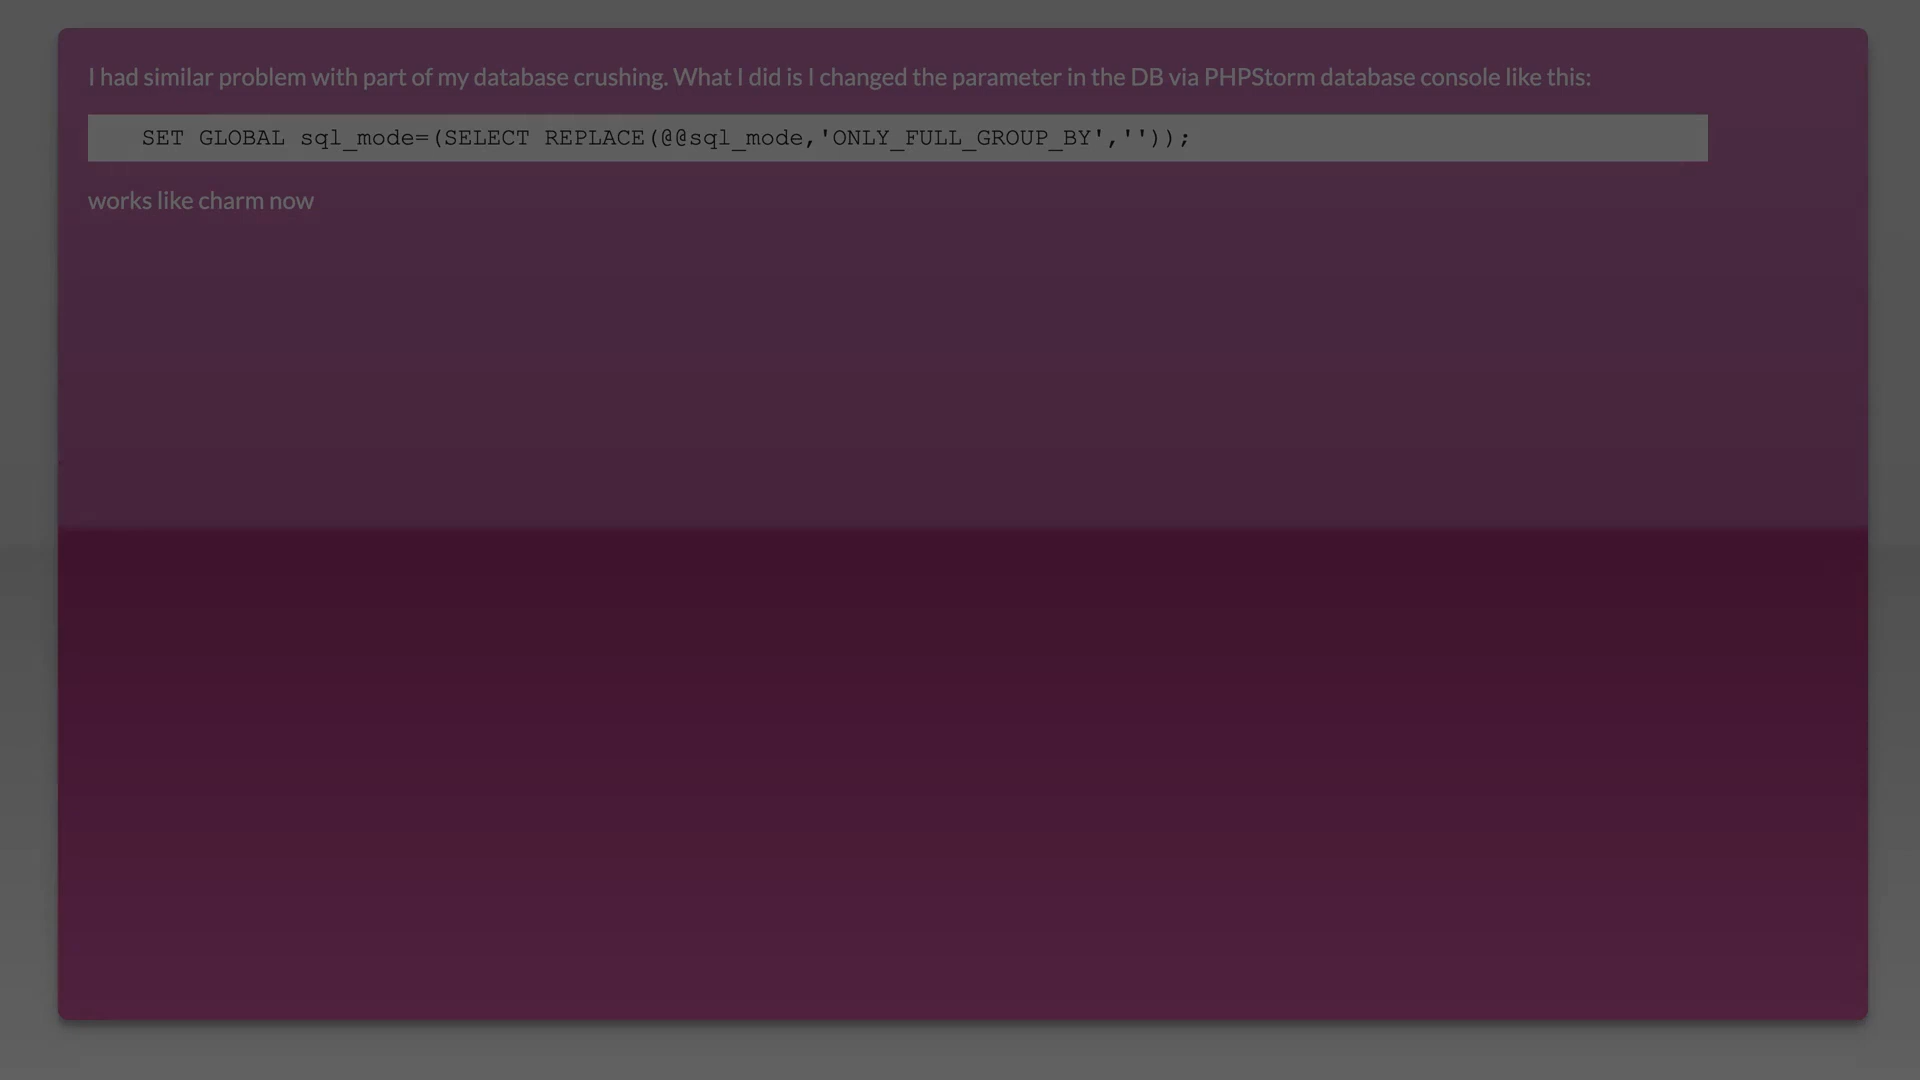 I had similar problem with part of my database crushing. What I did is I changed the parameter in the DB via PHPStorm database console like this:
SET GLOBAL sql_mode=(SELECT REPLACE(@@sql_mode,'ONLY_FULL_GROUP_BY',''));
works like charm now